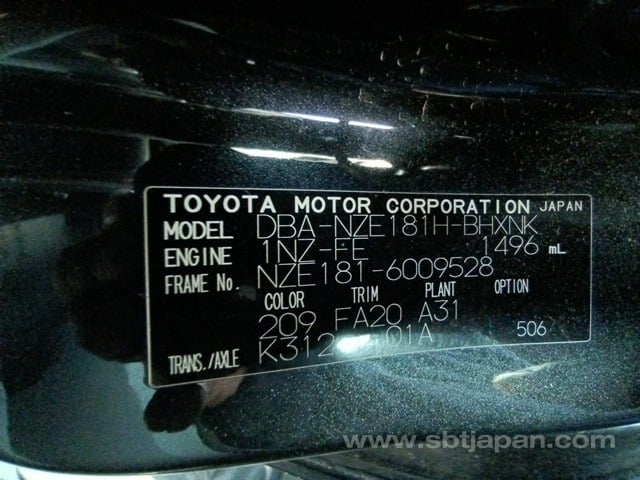 TOYOTA MOTOR CORPORATION JAPAN
MODEL DBA-NZE181H-BHXNK
ENGINE 1NZ-FE 1496 mL
FRAME No. NZE181-6009528
COLOR TRIM PLANT OPTION
209 FA20 A31
TRANS./AXLE 506
www.sbtjapan.com